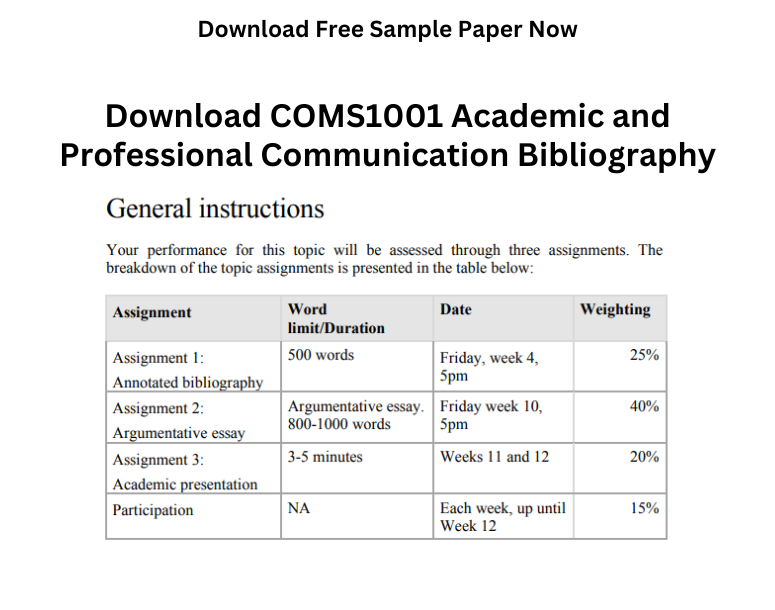 Download Free Sample Paper Now
Download COMS1001 Academic and
Professional Communication Bibliography
General instructions
Your performance for this topic will be assessed through three assignments. The
breakdown of the topic assignments is presented in the table below:
Assignment
Word
limit/Duration
Date
Weighting
Assignment 1:
Annotated bibliography
500 words
Friday, week 4,
5pm
25%
Assignment 2:
Argumentative essay
Argumentative essay.
800-1000 words
Friday week 10,
5pm
40%
Assignment 3:
Academic presentation
3-5 minutes
Weeks 11 and 12
20%
Participation
NA
Each week, up until
Week 12
15%